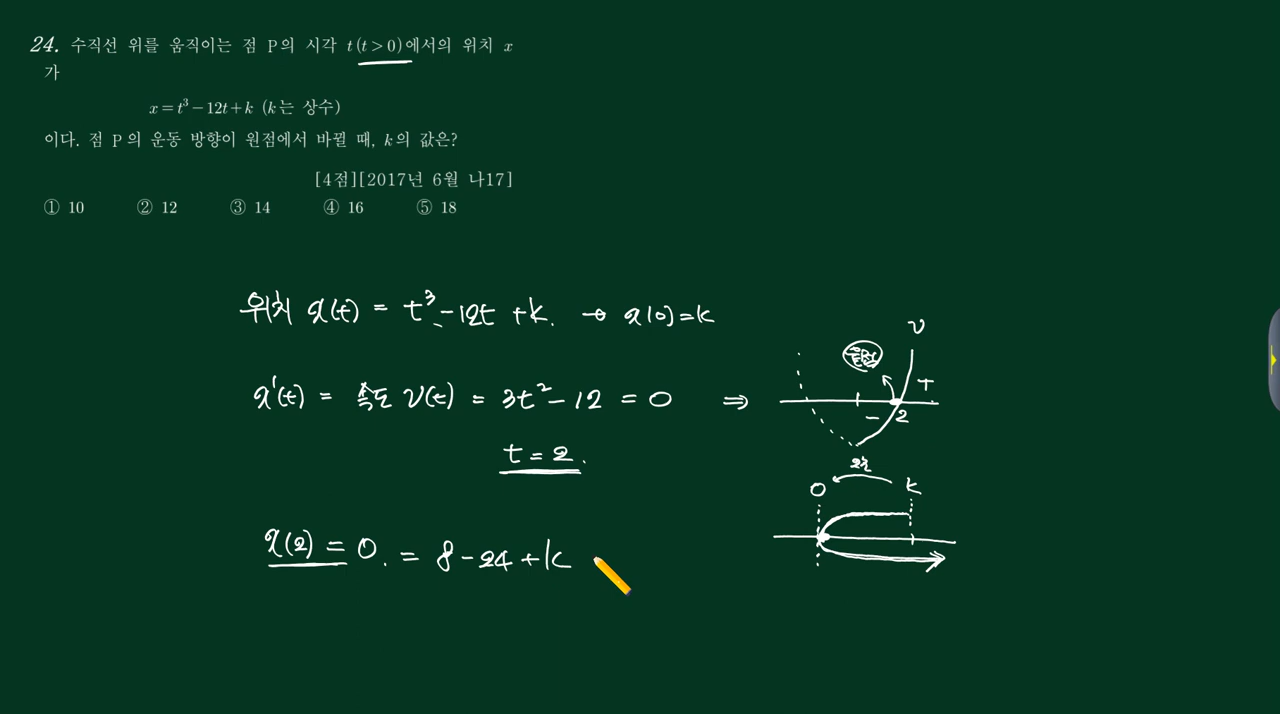 24. 수직선 위를 움직이는 점 P의 시각 t(t>0)에서의 위치 x
가
x=t³-12t+k (k는 상수)
이다. 점 P의 운동 방향이 원점에서 바뀔 때, k의 값은?
[4점][2017년 6월 나17]
① 10 ② 12 ③ 14 ④ 16 ⑤ 18
위치 x(t) = t³-12t+k. → x(0)=k
v
+
x'(t) = 속도 v(t) = 3t²-12 = 0 ⇒
- 2
t=2.
2초
0 k
x(2) = 0. = 8-24+k